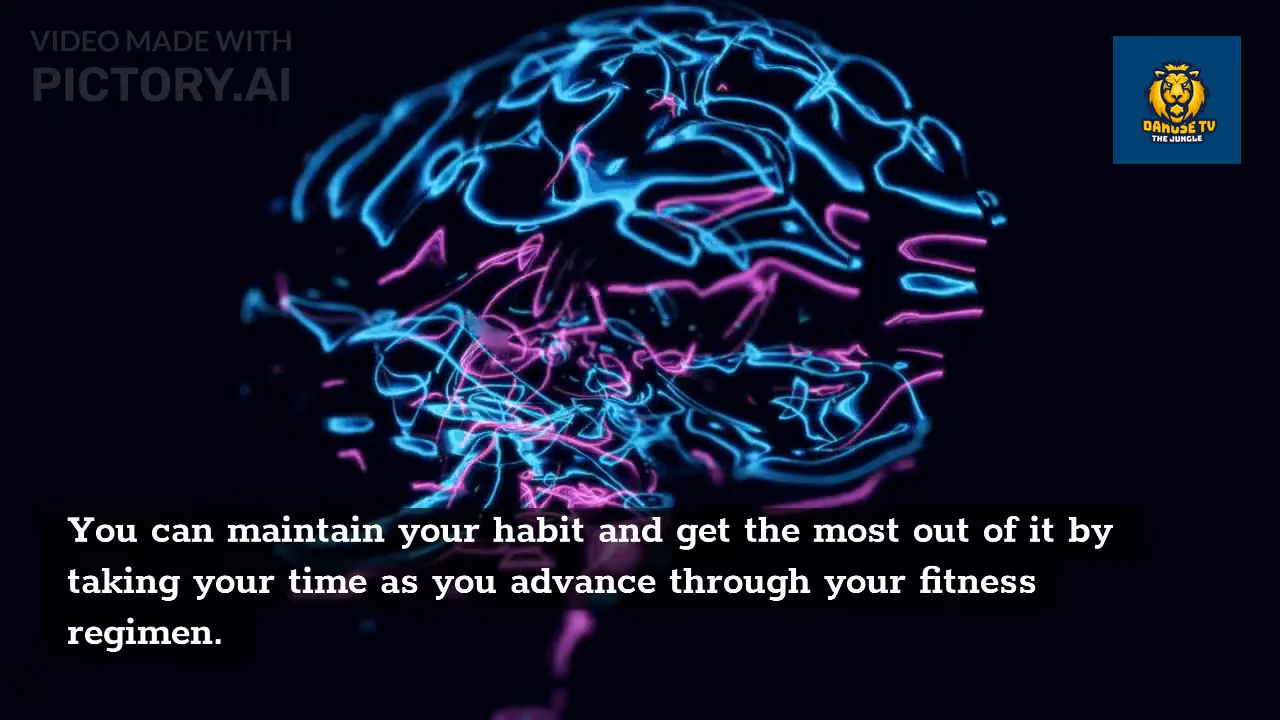 VIDEO MADE WITH
PICTORY.AI
DAMUSE TV
THE JUNGLE
You can maintain your habit and get the most out of it by
taking your time as you advance through your fitness
regimen.